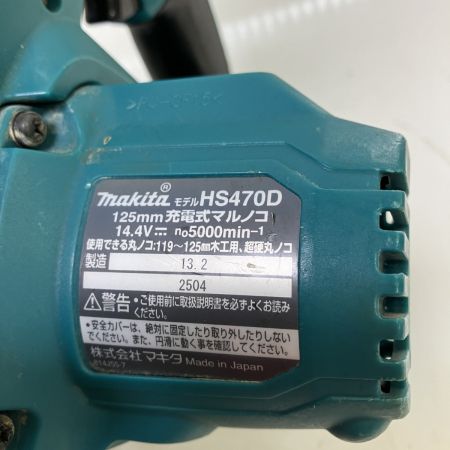 >PA-GF15<
makita® モデル HS470D
125mm 充電式マルノコ
14.4V⎓ n₀5000min⁻¹
使用できる丸ノコ:119〜125mm木工用、超硬丸ノコ
製造 13. 2
2504
⚠警告 •ご使用前に取扱説明書を必ずよくお読みください。
•安全カバーは、絶対に固定したり取り外したりしないでください。また、円滑に動く事を確認してください。
株式会社マキタ Made in Japan